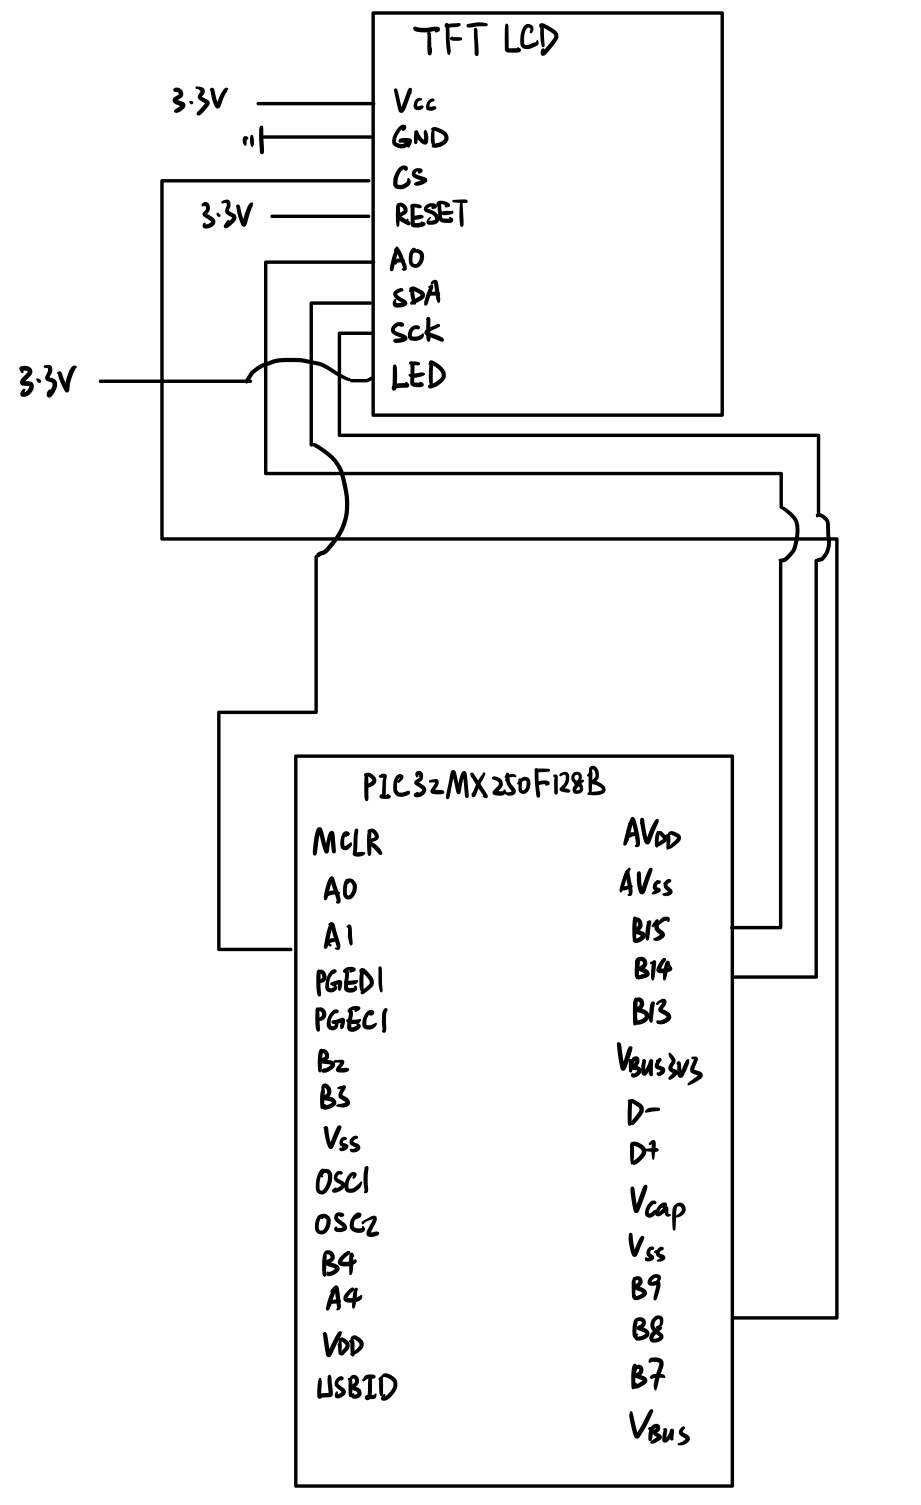 TFT LCD
3.3V
Vcc
GND
CS
3.3V
RESET
A0
SDA
SCK
3.3V
LED
PIC32MX250F128B
MCLR
A0
A1
PGED1
PGEC1
B2
B3
Vss
OSC1
OSC2
B4
A4
VDD
USBID
AVDD
AVss
B15
B14
B13
VBUS3V3
D-
D+
Vcap
Vss
B9
B8
B7
VBus